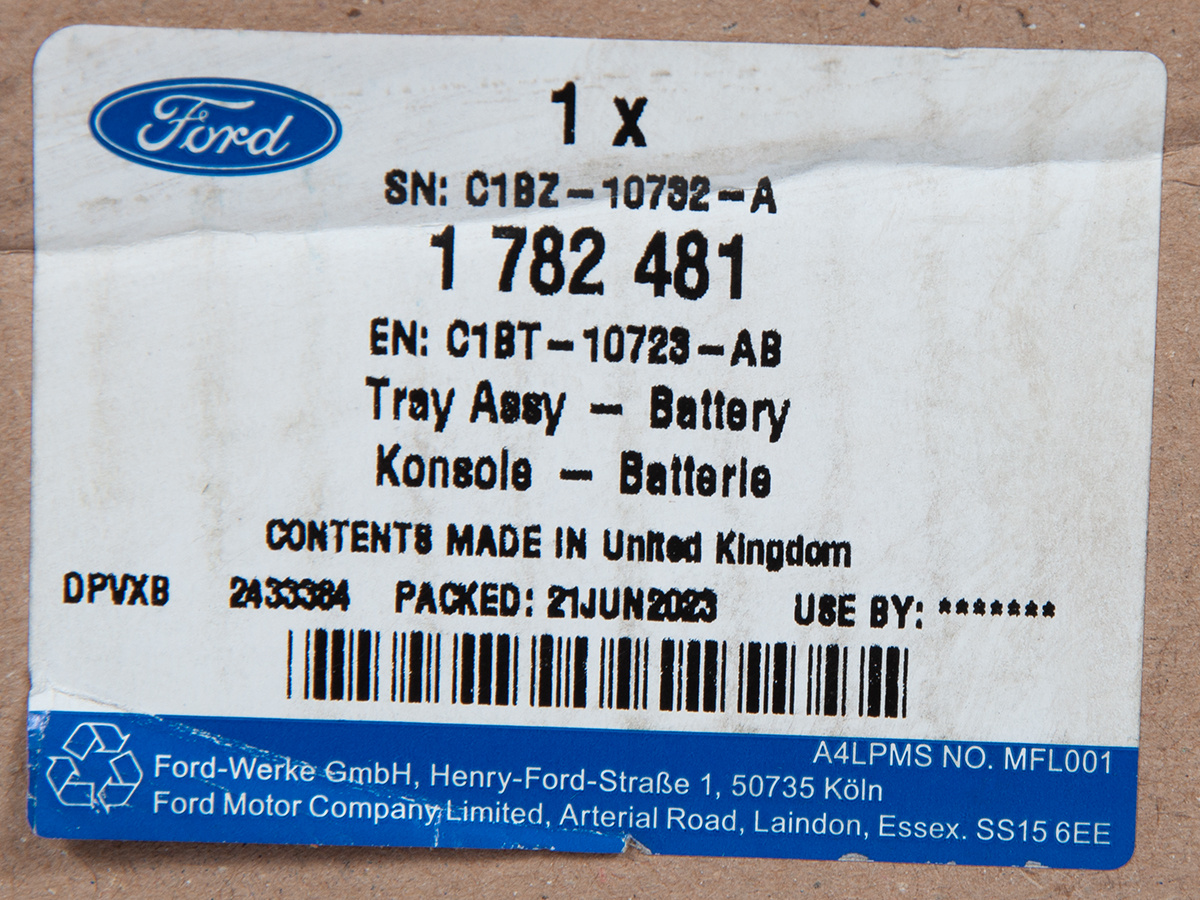 Ford
1 x
SN: C1BZ-10732-A
1 782 481
EN: C1BT-10723-AB
Tray Assy - Battery
Konsole - Batterie
CONTENTS MADE IN United Kingdom
DPVXB 2433384 PACKED: 21JUN2023 USE BY: *******
A4LPMS NO. MFL001
Ford-Werke GmbH, Henry-Ford-Straße 1, 50735 Köln
Ford Motor Company Limited, Arterial Road, Laindon, Essex. SS15 6EE